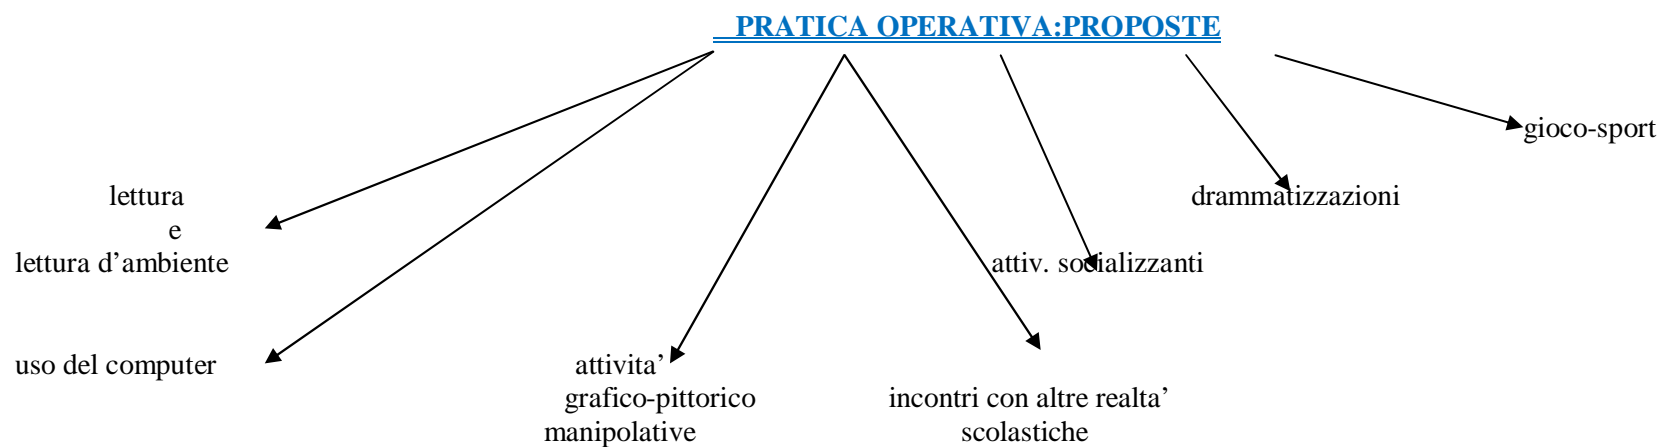 PRATICA OPERATIVA:PROPOSTE
gioco-sport
lettura
e
lettura d’ambiente
drammatizzazioni
attiv. socializzanti
uso del computer
attivita’
grafico-pittorico
manipolative
incontri con altre realta’
scolastiche